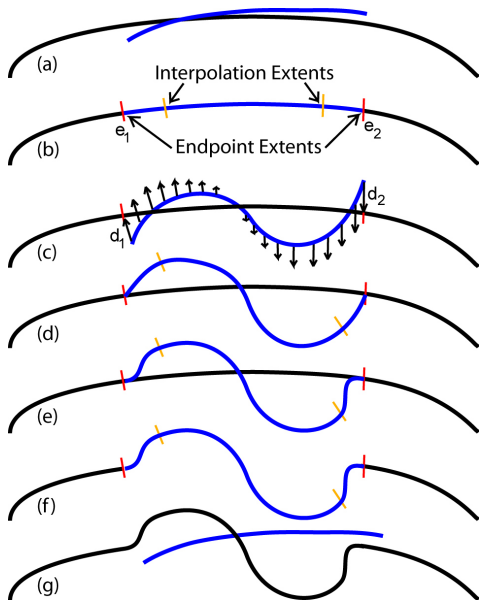 (a)
Interpolation Extents
e1
e2
(b)
Endpoint Extents
d2
d1
(c)
(d)
(e)
(f)
(g)